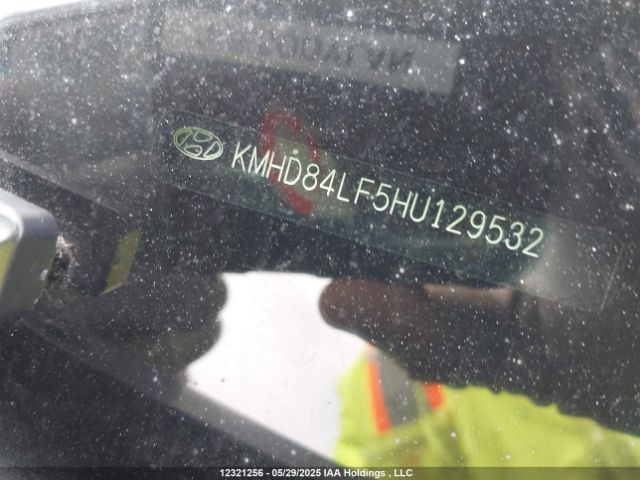 KMHD84LF5HU129532
12321256 - 05/29/2025 IAA Holdings , LLC